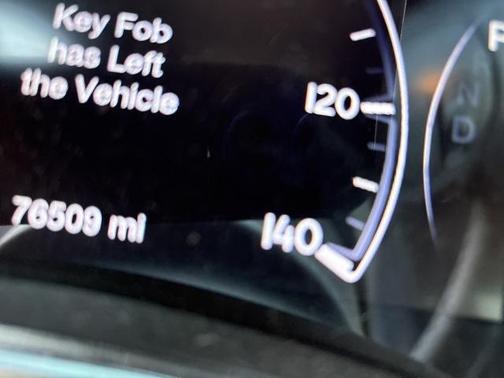 Key Fob
has Left
the Vehicle
120
76509 mi
140
N
D